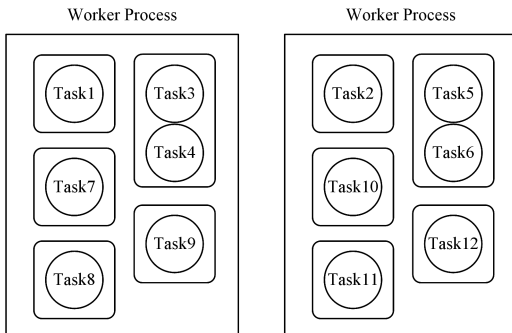 Worker Process
Task1
Task3
Task4
Task7
Task8
Task9
Worker Process
Task2
Task5
Task6
Task10
Task11
Task12